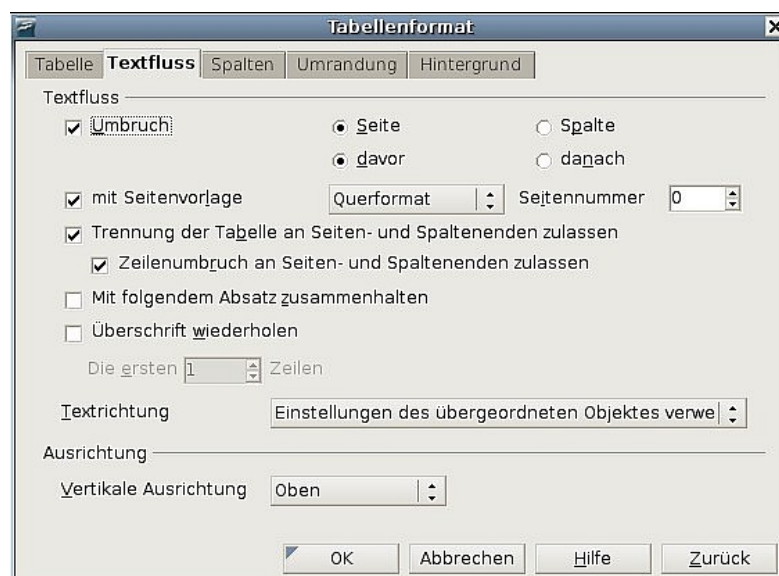 Tabellenformat
Tabelle Textfluss Spalten Umrandung Hintergrund
Textfluss
Umbruch Seite Spalte
davor danach
mit Seitenvorlage Querformat Seitennummer 0
Trennung der Tabelle an Seiten- und Spaltenenden zulassen
Zeilenumbruch an Seiten- und Spaltenenden zulassen
Mit folgendem Absatz zusammenhalten
Überschrift wiederholen
Die ersten 1 Zeilen
Textrichtung Einstellungen des übergeordneten Objektes verwe
Ausrichtung
Vertikale Ausrichtung Oben
OK Abbrechen Hilfe Zurück